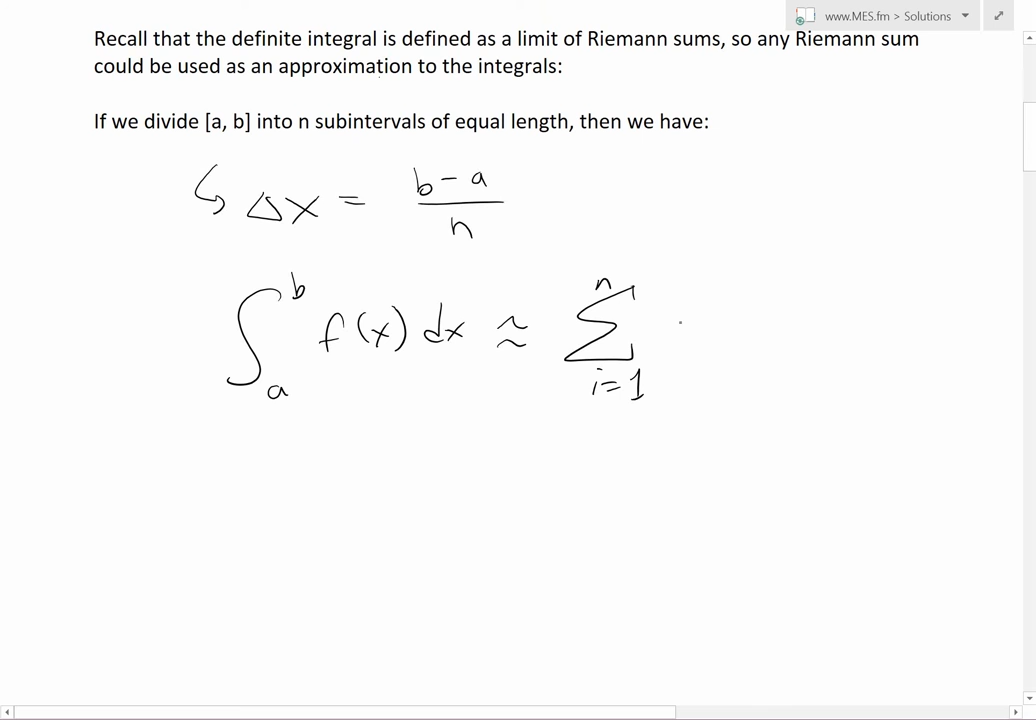 www.MES.fm > Solutions
Recall that the definite integral is defined as a limit of Riemann sums, so any Riemann sum
could be used as an approximation to the integrals:
If we divide [a, b] into n subintervals of equal length, then we have:
↳ Δx = (b - a)/n
∫_a^b f(x) dx ≈ ∑_{i=1}^n